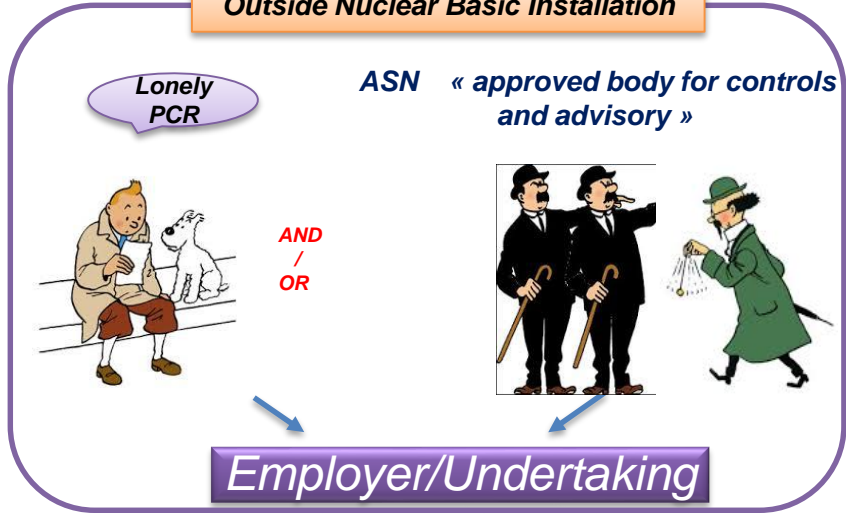 Outside Nuclear Basic Installation
Lonely
PCR
ASN « approved body for controls
and advisory »
AND
/
OR
Employer/Undertaking